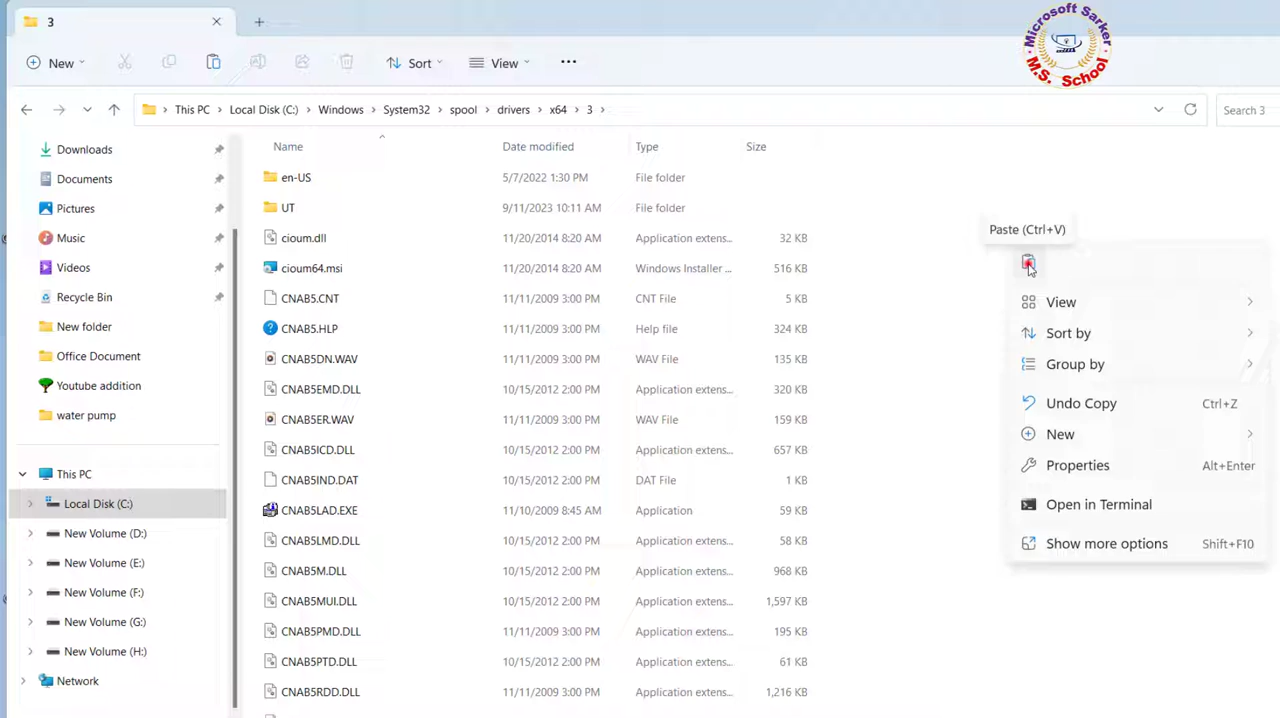 3
Microsoft Sarker
M.S. School
New
Sort
View
This PC
Local Disk (C:)
Windows
System32
spool
drivers
x64
3
Search 3
Downloads
Documents
Pictures
Music
Videos
Recycle Bin
New folder
Office Document
Youtube addition
water pump
This PC
Local Disk (C:)
New Volume (D:)
New Volume (E:)
New Volume (F:)
New Volume (G:)
New Volume (H:)
Network
Name Date modified Type Size
en-US 5/7/2022 1:30 PM File folder
UT 9/11/2023 10:11 AM File folder
cioum.dll 11/20/2014 8:20 AM Application extens... 32 KB
cioum64.msi 11/20/2014 8:20 AM Windows Installer ... 516 KB
CNAB5.CNT 11/11/2009 3:00 PM CNT File 5 KB
CNAB5.HLP 11/11/2009 3:00 PM Help file 324 KB
CNAB5DN.WAV 11/11/2009 3:00 PM WAV File 135 KB
CNAB5EMD.DLL 10/15/2012 2:00 PM Application extens... 320 KB
CNAB5ER.WAV 11/11/2009 3:00 PM WAV File 159 KB
CNAB5ICD.DLL 10/15/2012 2:00 PM Application extens... 657 KB
CNAB5IND.DAT 10/15/2012 2:00 PM DAT File 1 KB
CNAB5LAD.EXE 11/10/2009 8:45 AM Application 59 KB
CNAB5LMD.DLL 10/15/2012 2:00 PM Application extens... 58 KB
CNAB5M.DLL 10/15/2012 2:00 PM Application extens... 968 KB
CNAB5MUI.DLL 10/15/2012 2:00 PM Application extens... 1,597 KB
CNAB5PMD.DLL 11/11/2009 3:00 PM Application extens... 195 KB
CNAB5PTD.DLL 10/15/2012 2:00 PM Application extens... 61 KB
CNAB5RDD.DLL 11/11/2009 3:00 PM Application extens... 1,216 KB
Paste (Ctrl+V)
View
Sort by
Group by
Undo Copy Ctrl+Z
New
Properties Alt+Enter
Open in Terminal
Show more options Shift+F10